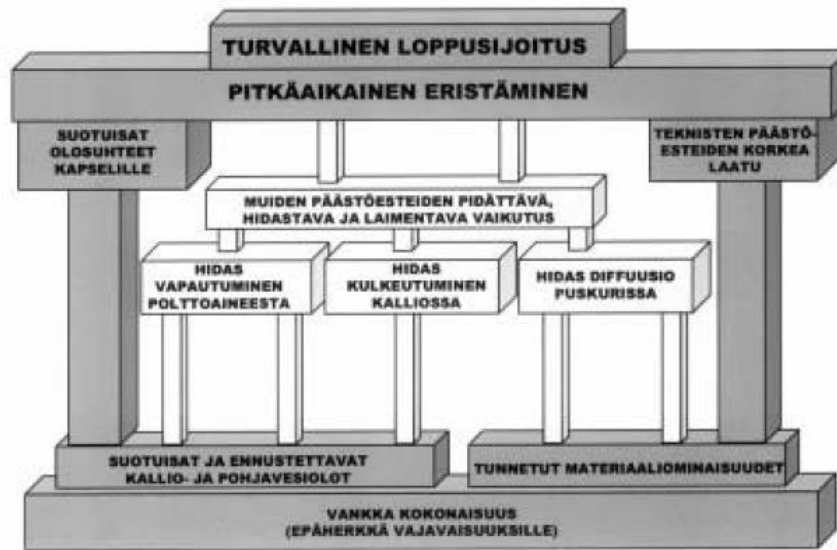 TURVALLINEN LOPPUSIJOITUS
PITKÄAIKAINEN ERISTÄMINEN
SUOTUISAT
OLOSUHTEET
KAPSELILLE
TEKNISTEN PÄÄSTÖ-
ESTEIDEN KORKEA
LAATU
MUIDEN PÄÄSTÖESTEIDEN PIDÄTTÄVÄ,
HIDASTAVA JA LAIMENTAVA VAIKUTUS
HIDAS
VAPAUTUMINEN
POLTTOAINEESTA
HIDAS
KULKEUTUMINEN
KALLIOSSA
HIDAS DIFFUUSIO
PUSKURISSA
SUOTUISAT JA ENNUSTETTAVAT
KALLIO- JA POHJAVESIOLOT
TUNNETUT MATERIAALIOMINAISUUDET
VANKKA KOKONAISUUS
(EPÄHERKKÄ VAJAVAISUUKSILLE)